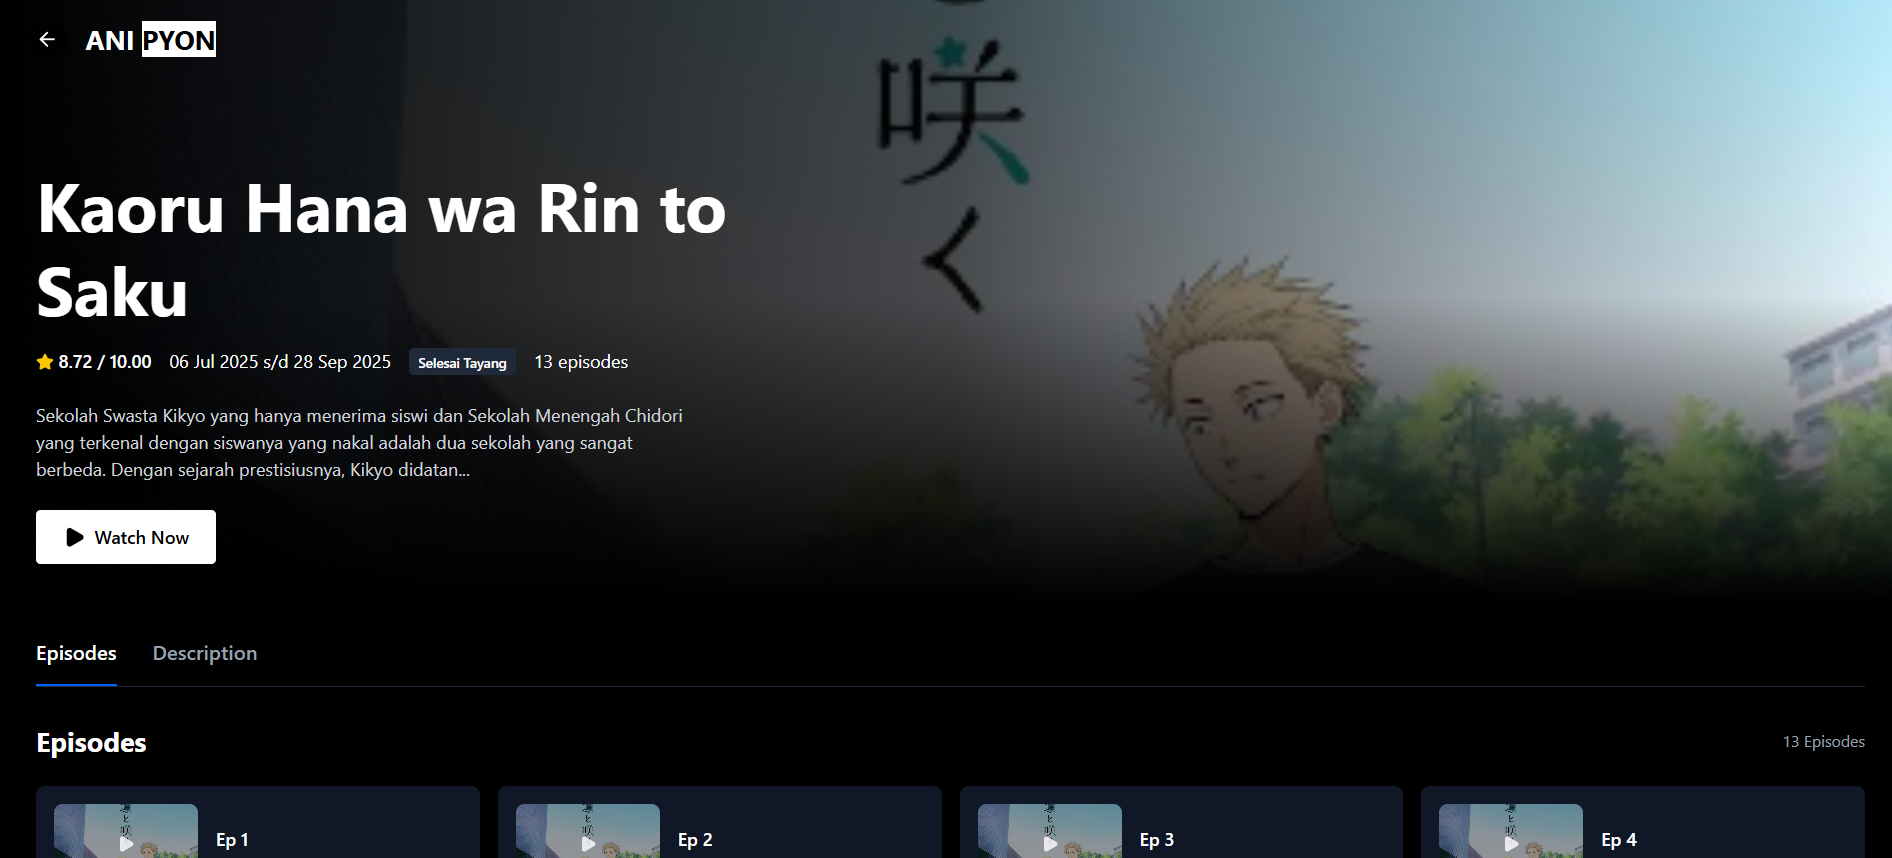 ANI PYON
咲
く
Kaoru Hana wa Rin to
Saku
8.72 / 10.00 06 Jul 2025 s/d 28 Sep 2025 Selesai Tayang 13 episodes
Sekolah Swasta Kikyo yang hanya menerima siswi dan Sekolah Menengah Chidori
yang terkenal dengan siswanya yang nakal adalah dua sekolah yang sangat
berbeda. Dengan sejarah prestisiusnya, Kikyo didatan...
Watch Now
Episodes Description
Episodes 13 Episodes
Ep 1 Ep 2 Ep 3 Ep 4